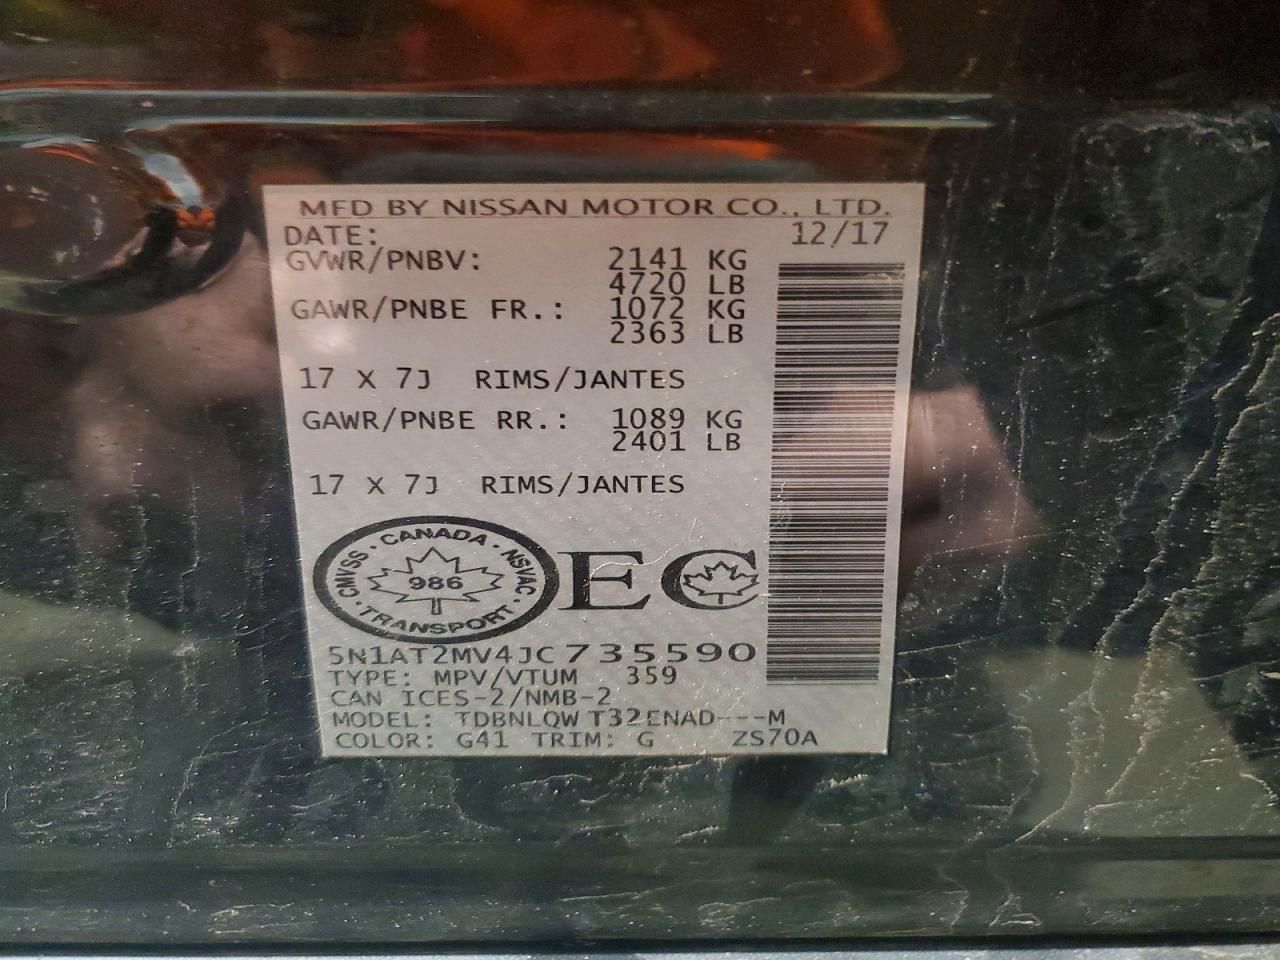 MFD BY NISSAN MOTOR CO., LTD.
DATE: 12/17
GVWR/PNBV: 2141 KG
4720 LB
GAWR/PNBE FR.: 1072 KG
2363 LB
17 X 7J RIMS/JANTES
GAWR/PNBE RR.: 1089 KG
2401 LB
17 X 7J RIMS/JANTES
CMVSS · CANADA · NSVAC · TRANSPORT ·
986
EC
5N1AT2MV4JC735590
TYPE: MPV/VTUM 359
CAN ICES-2/NMB-2
MODEL: TDBNLQW T32ENAD---M
COLOR: G41 TRIM: G ZS70A